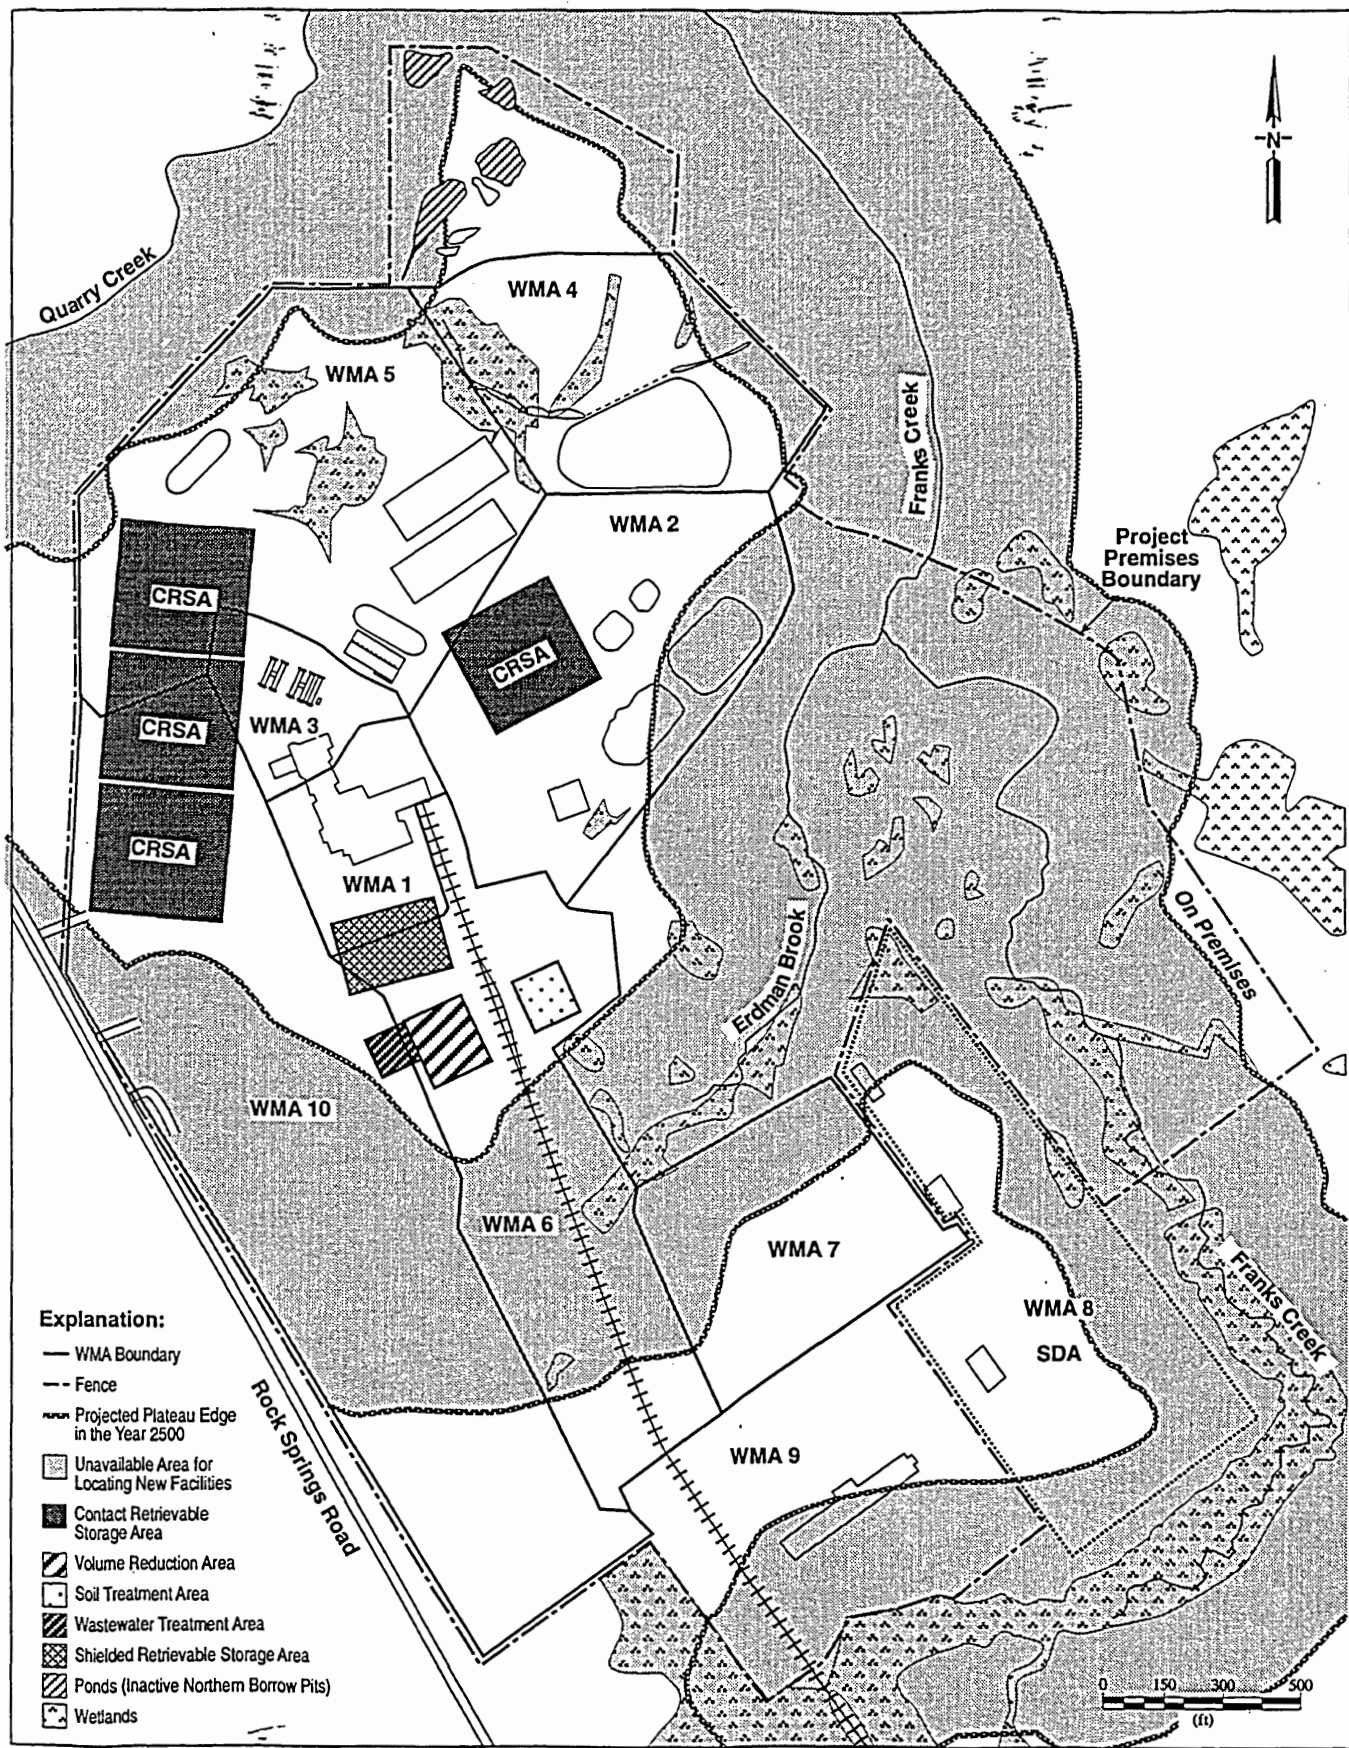 N
Quarry Creek
WMA 4
WMA 5
Franks Creek
WMA 2
Project
Premises
Boundary
CRSA
CRSA
WMA 3
CRSA
CRSA
WMA 1
On Premises
Erdman Brook
WMA 10
WMA 6
WMA 7
Franks Creek
WMA 8
SDA
WMA 9
Rock Springs Road
Explanation:
WMA Boundary
Fence
Projected Plateau Edge
in the Year 2500
Unavailable Area for
Locating New Facilities
Contact Retrievable
Storage Area
Volume Reduction Area
Soil Treatment Area
Wastewater Treatment Area
Shielded Retrievable Storage Area
Ponds (Inactive Northern Borrow Pits)
Wetlands
0 150 300 500
(ft)